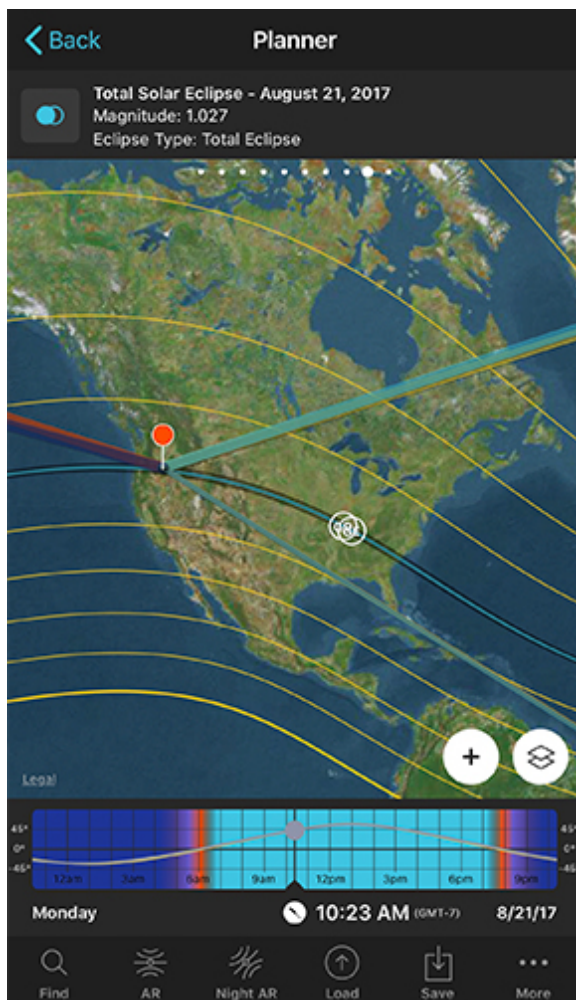 Back
Planner
Total Solar Eclipse - August 21, 2017
Magnitude: 1.027
Eclipse Type: Total Eclipse
+
Legal
45° 45°
0° 0°
-45° -45°
12am 3am 6am 9am 12pm 3pm 6pm 9pm
Monday 10:23 AM (GMT-7) 8/21/17
Find AR Night AR Load Save More